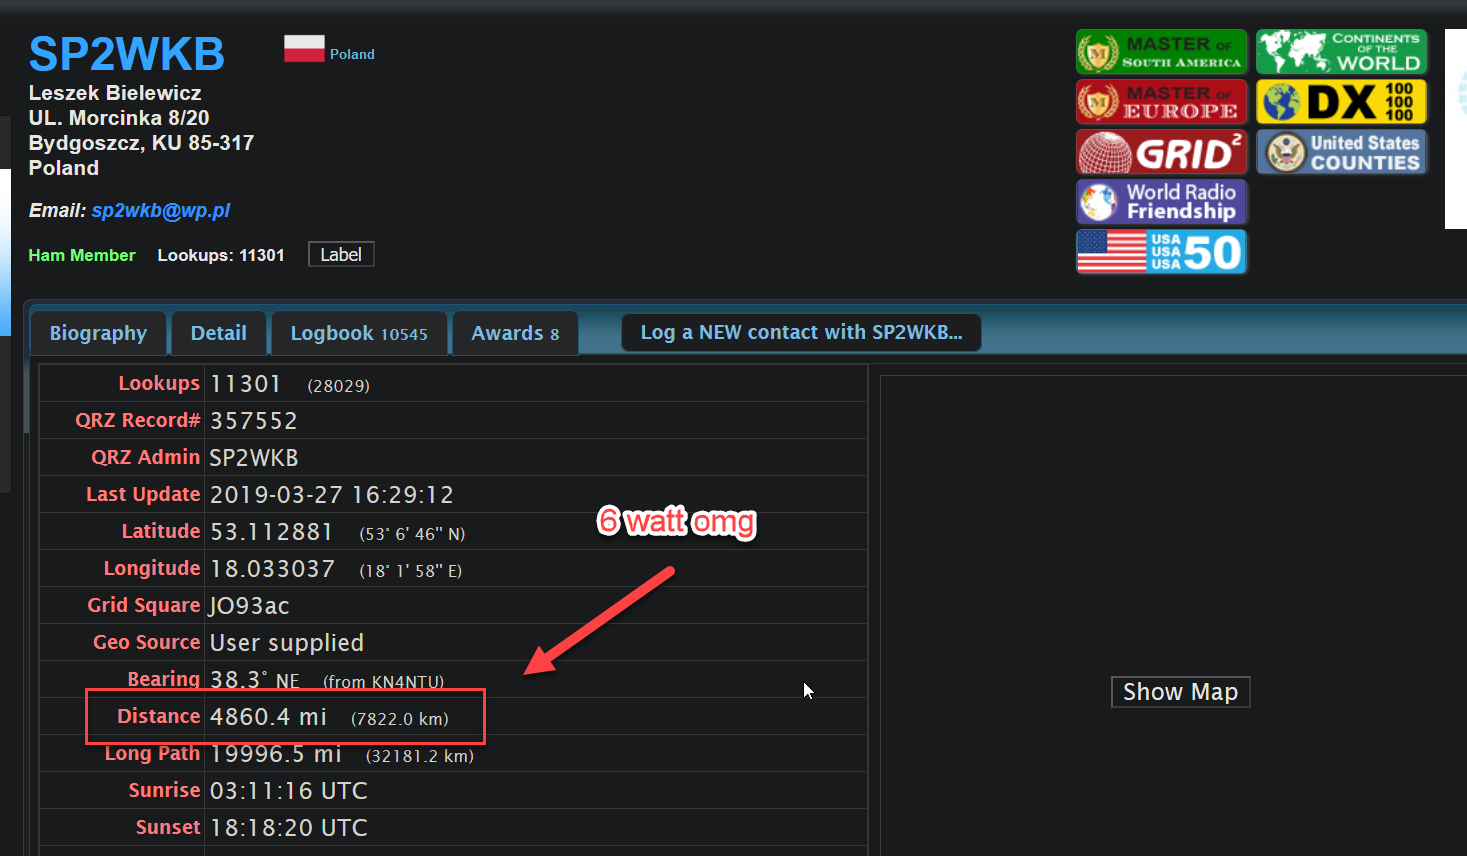 SP2WKB
Poland
Leszek Bielewicz
UL. Morcinka 8/20
Bydgoszcz, KU 85-317
Poland
Email: sp2wkb@wp.pl
Ham Member Lookups: 11301 Label
MASTER OF
SOUTH AMERICA
CONTINENTS
OF THE
WORLD
MASTER OF
EUROPE
DX 100
100
100
GRID2
United States
COUNTIES
World Radio
Friendship
USA
USA
USA
50
Biography Detail Logbook 10545 Awards 8 Log a NEW contact with SP2WKB...
Lookups 11301 (28029)
QRZ Record# 357552
QRZ Admin SP2WKB
Last Update 2019-03-27 16:29:12
Latitude 53.112881 (53° 6' 46" N)
6 watt omg
Longitude 18.033037 (18° 1' 58" E)
Grid Square JO93ac
Geo Source User supplied
Bearing 38.3° NE (from KN4NTU)
Distance 4860.4 mi (7822.0 km)
Long Path 19996.5 mi (32181.2 km)
Sunrise 03:11:16 UTC
Sunset 18:18:20 UTC
Show Map